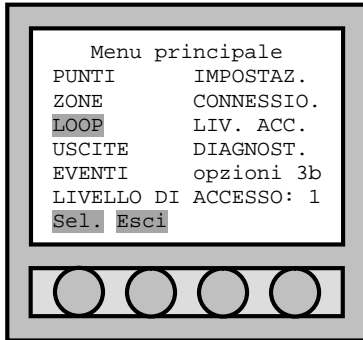 Menu principale
PUNTI IMPOSTAZ.
ZONE CONNESSIO.
LOOP LIV. ACC.
USCITE DIAGNOST.
EVENTI opzioni 3b
LIVELLO DI ACCESSO: 1
Sel. Esci